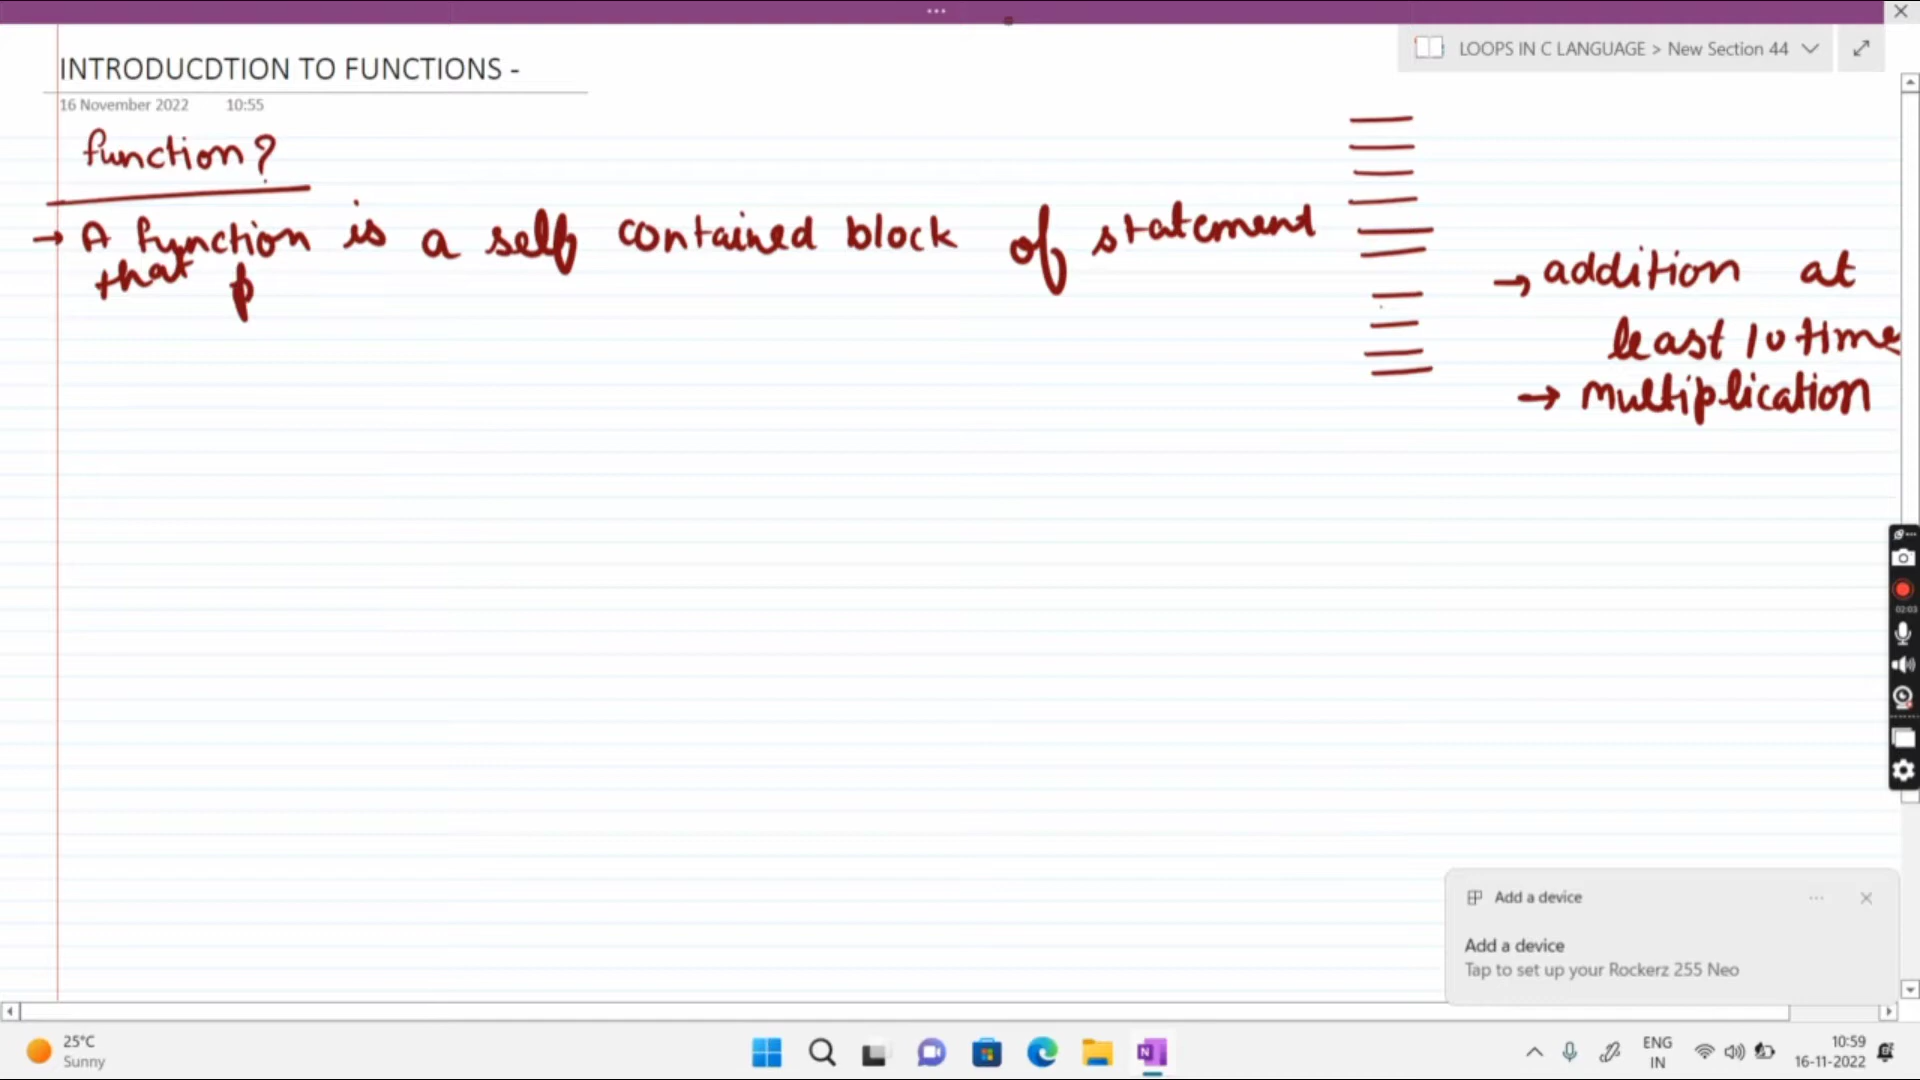 LOOPS IN C LANGUAGE > New Section 44
INTRODUCDTION TO FUNCTIONS -
16 November 2022 10:55
function?
→ A function is a self contained block of statement
that p
→ addition at
least 10 time
→ multiplication
02:03
Add a device
Add a device
Tap to set up your Rockerz 255 Neo
25°C
Sunny
ENG
IN
10:59
16-11-2022